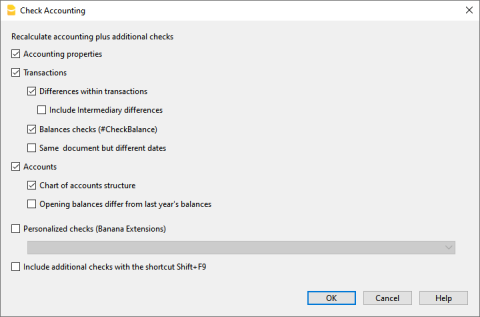 Check Accounting
Recalculate accounting plus additional checks
Accounting properties
Transactions
Differences within transactions
Include Intermediary differences
Balances checks (#CheckBalance)
Same document but different dates
Accounts
Chart of accounts structure
Opening balances differ from last year's balances
Personalized checks (Banana Extensions)
Include additional checks with the shortcut Shift+F9
OK Cancel Help